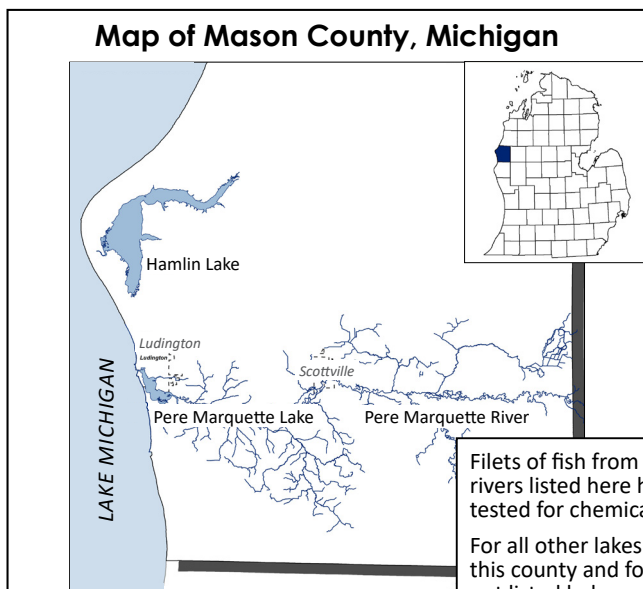 Map of Mason County, Michigan
Hamlin Lake
Ludington
Ludington
Scottville
Pere Marquette Lake
Pere Marquette River
LAKE MICHIGAN
Filets of fish from
rivers listed here h
tested for chemica
For all other lakes
this county and fo